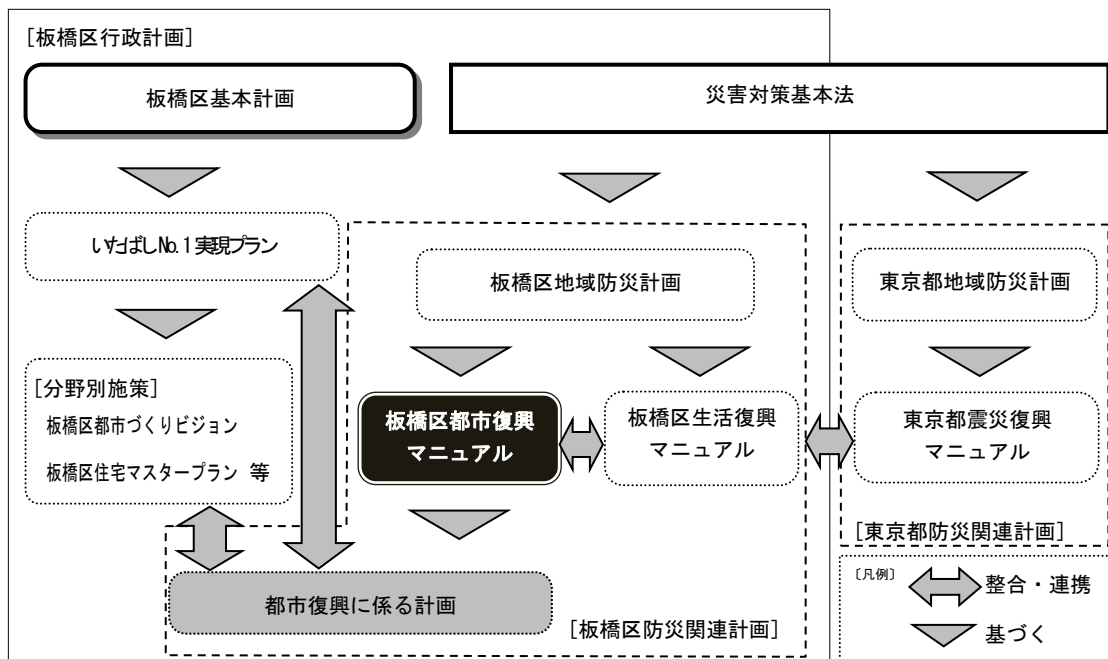 [板橋区行政計画]
板橋区基本計画
災害対策基本法
いたばしNo.1実現プラン
板橋区地域防災計画
東京都地域防災計画
[分野別施策]
板橋区都市づくりビジョン
板橋区住宅マスタープラン 等
板橋区都市復興
マニュアル
板橋区生活復興
マニュアル
東京都震災復興
マニュアル
[東京都防災関連計画]
都市復興に係る計画
[板橋区防災関連計画]
〔凡例〕
整合・連携
基づく